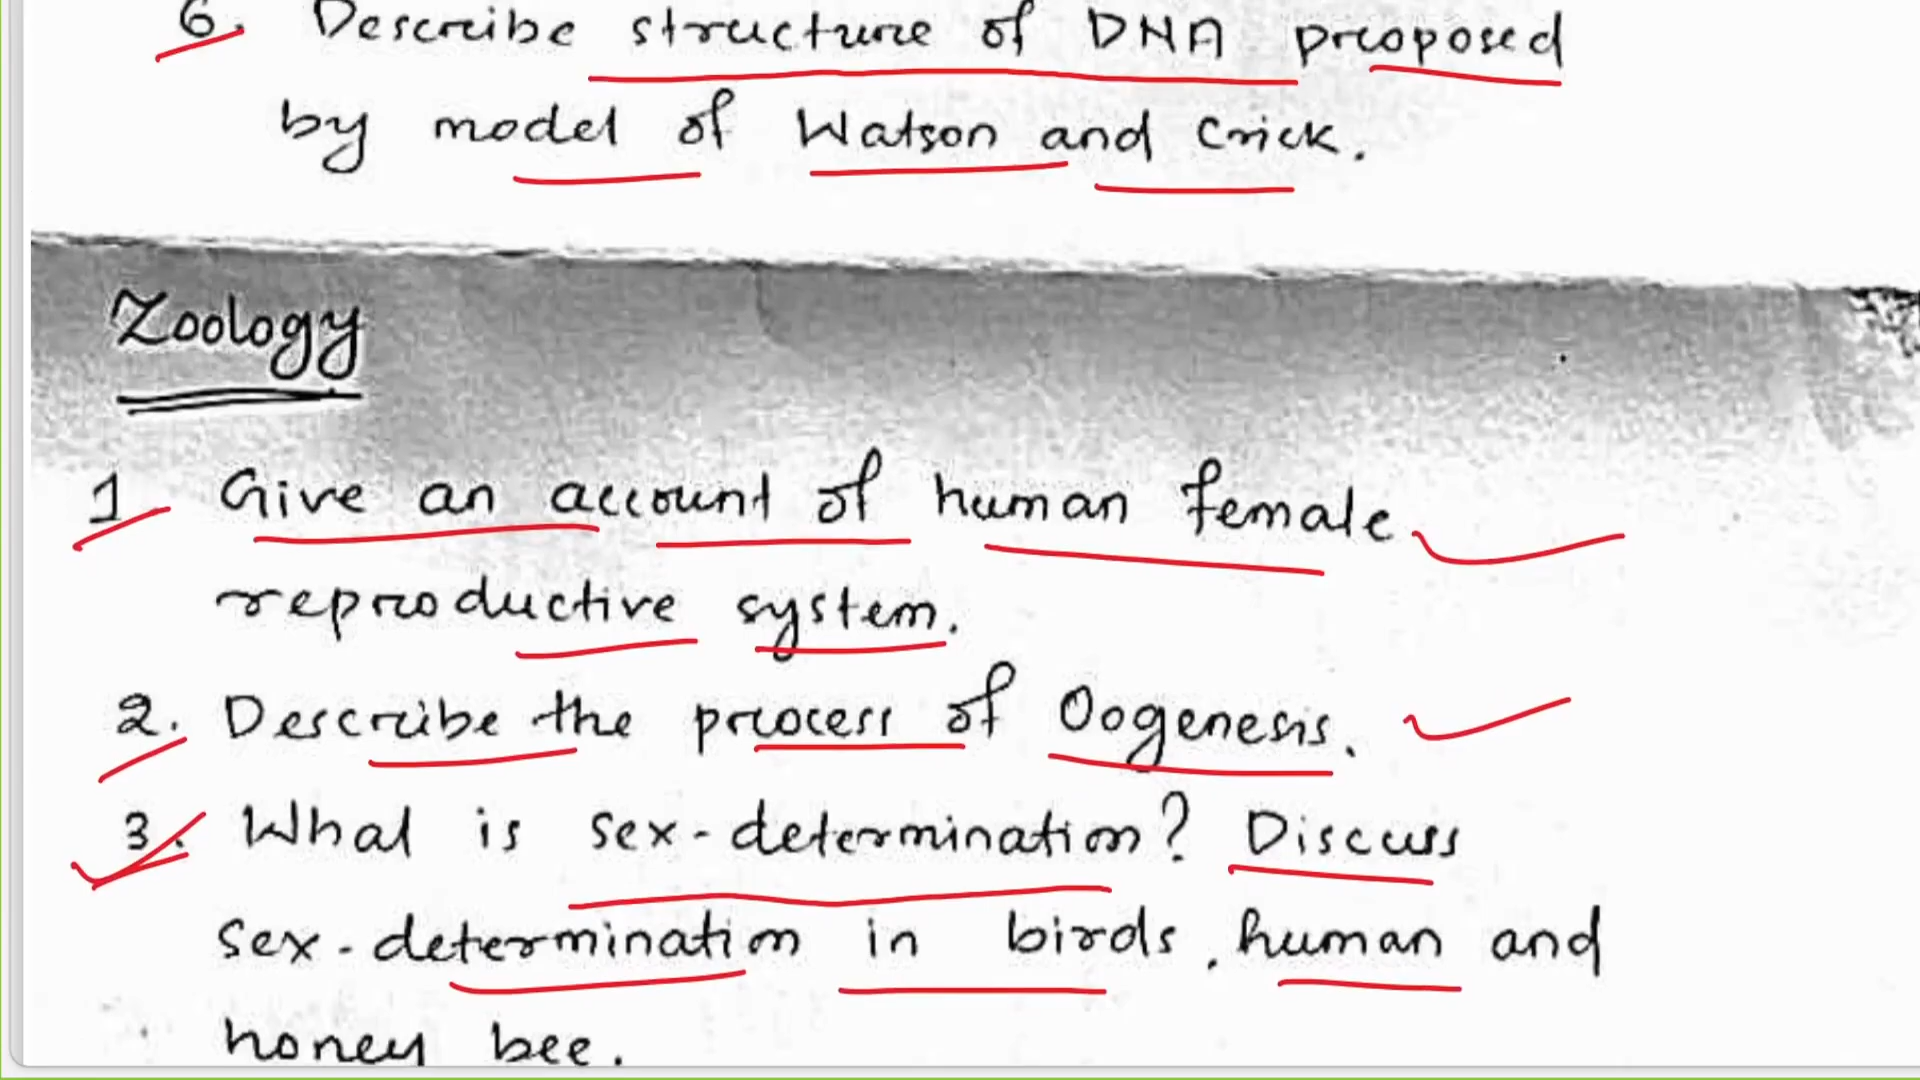 6. Describe structure of DNA proposed
by model of Watson and Crick.
Zoology
1 Give an account of human female
reproductive system.
2. Describe the process of Oogenesis.
3. What is sex-determination? Discuss
sex-determination in birds, human and
honey bee.